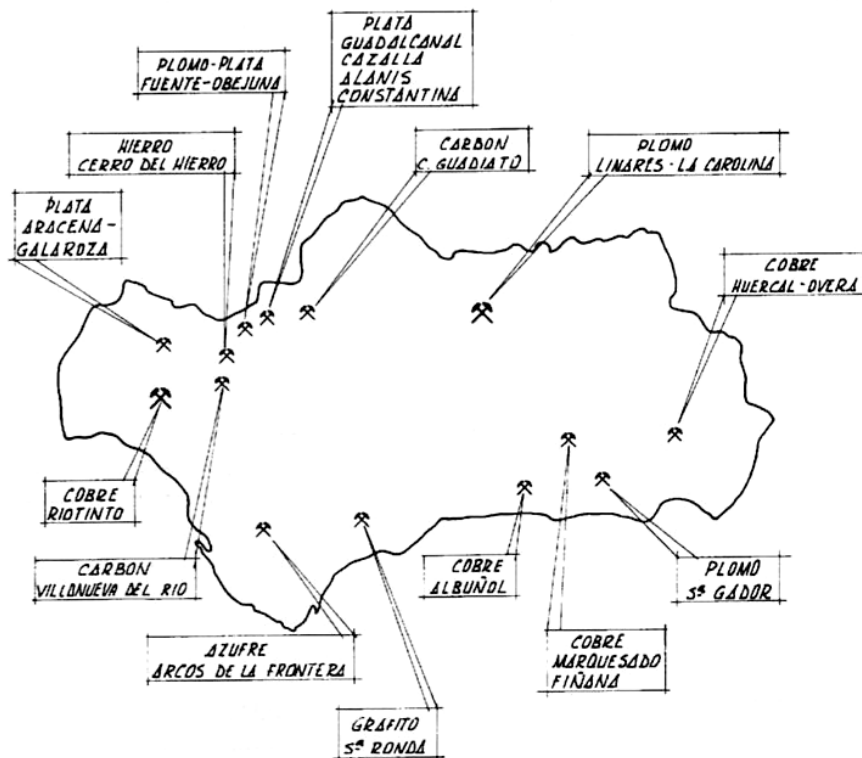 PLATA
GUADALCANAL
CAZALLA
ALANIS
CONSTANTINA
PLOMO-PLATA
FUENTE-OBEJUNA
HIERRO
CERRO DEL HIERRO
CARBON
C. GUADIATO
PLOMO
LINARES-LA CAROLINA
PLATA
ARACENA-
GALAROZA
COBRE
HUERCAL-OVERA
COBRE
RIOTINTO
CARBON
VILLANUEVA DEL RIO
COBRE
ALBUÑOL
PLOMO
Sª GADOR
AZUFRE
ARCOS DE LA FRONTERA
COBRE
MARQUESADO
FIÑANA
GRAFITO
Sª RONDA